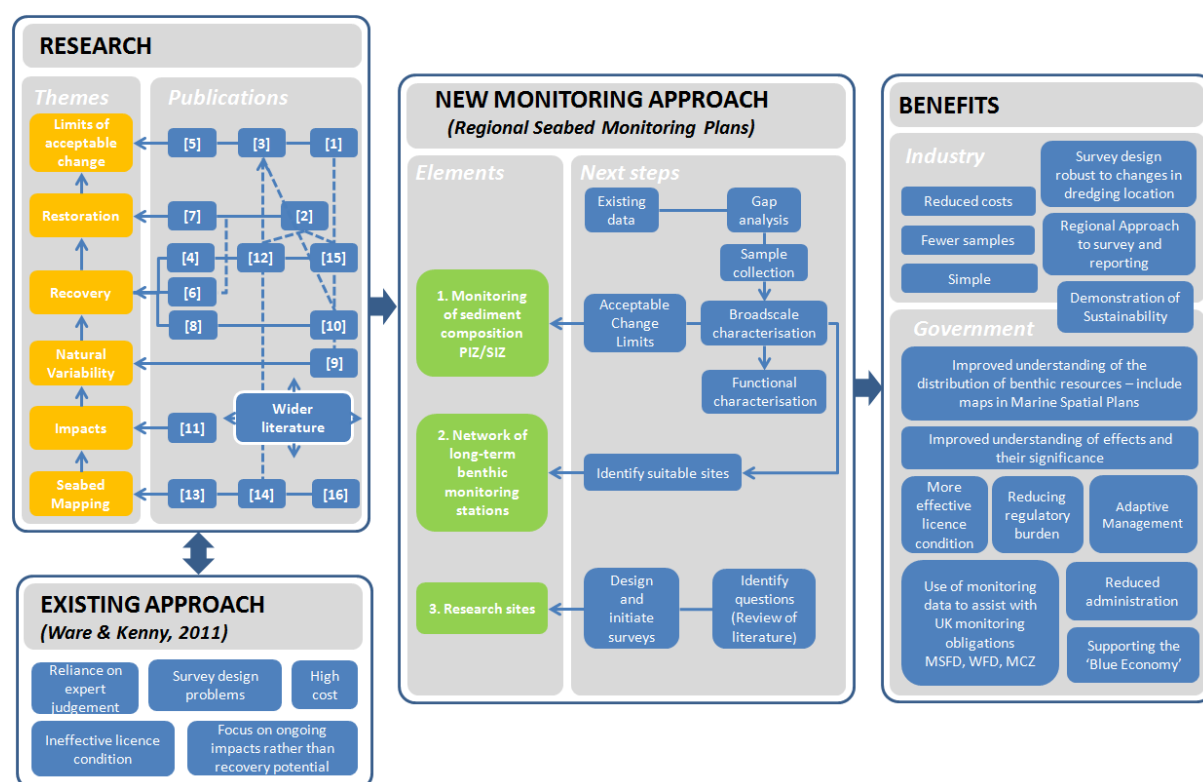 RESEARCH
Themes
Publications
Limits of
acceptable
change
[5]
[3]
[1]
Restoration
[7]
[2]
[4]
[12]
[15]
Recovery
[6]
[8]
[10]
Natural
Variability
[9]
Impacts
[11]
Wider
literature
Seabed
Mapping
[13]
[14]
[16]
EXISTING APPROACH
(Ware & Kenny, 2011)
Reliance on
expert
judgement
Survey design
problems
High
cost
Ineffective licence
condition
Focus on ongoing
impacts rather than
recovery potential
NEW MONITORING APPROACH
(Regional Seabed Monitoring Plans)
Elements
Next steps
Existing
data
Gap
analysis
Sample
collection
1. Monitoring
of sediment
composition
PIZ/SIZ
Acceptable
Change
Limits
Broadscale
characterisation
Functional
characterisation
2. Network of
long-term
benthic
monitoring
stations
Identify suitable sites
3. Research sites
Design
and
initiate
surveys
Identify
questions
(Review of
literature)
BENEFITS
Industry
Survey design
robust to changes in
dredging location
Reduced costs
Fewer samples
Simple
Regional Approach
to survey and
reporting
Demonstration of
Sustainability
Government
Improved understanding of the
distribution of benthic resources – include
maps in Marine Spatial Plans
Improved understanding of effects and
their significance
More
effective
licence
condition
Reducing
regulatory
burden
Adaptive
Management
Use of monitoring
data to assist with
UK monitoring
obligations
MSFD, WFD, MCZ
Reduced
administration
Supporting the
‘Blue Economy’